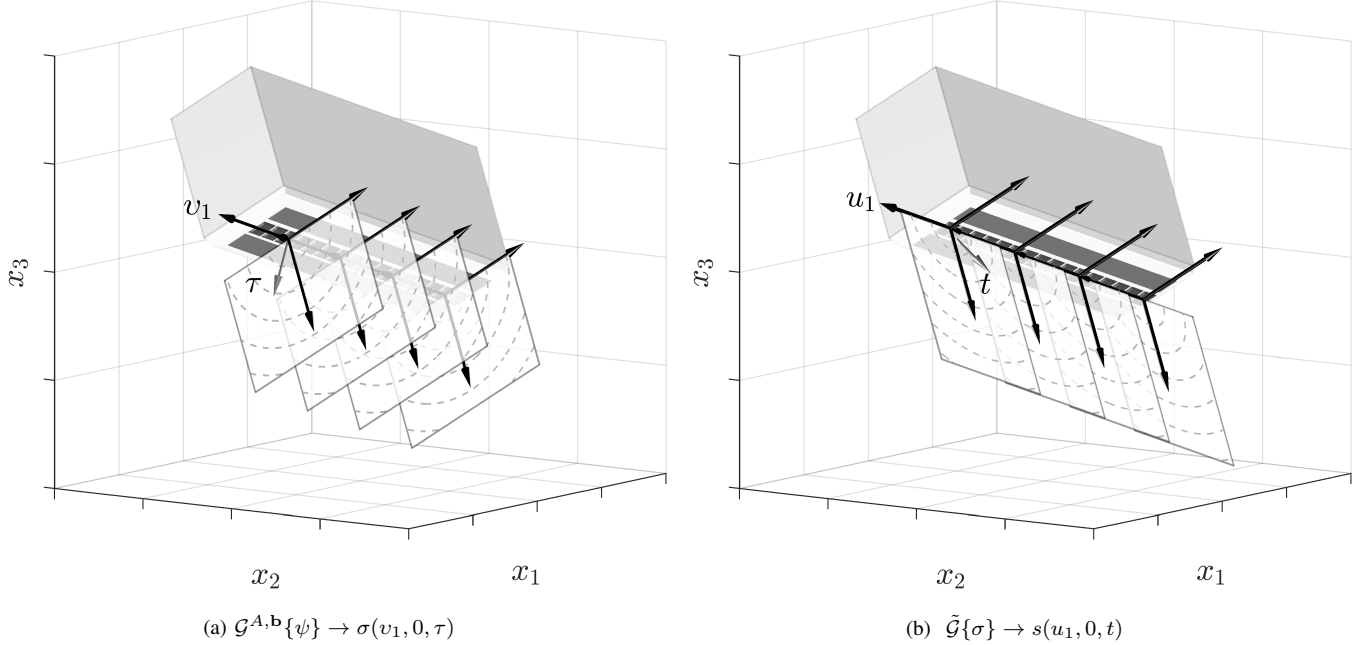 x₃
υ₁
τ
x₂
x₁
(a) 𝒢^{A,𝐛}{ψ} → σ(υ₁, 0, τ)
x₃
u₁
t
x₂
x₁
(b) 𝒢̃{σ} → s(u₁, 0, t)